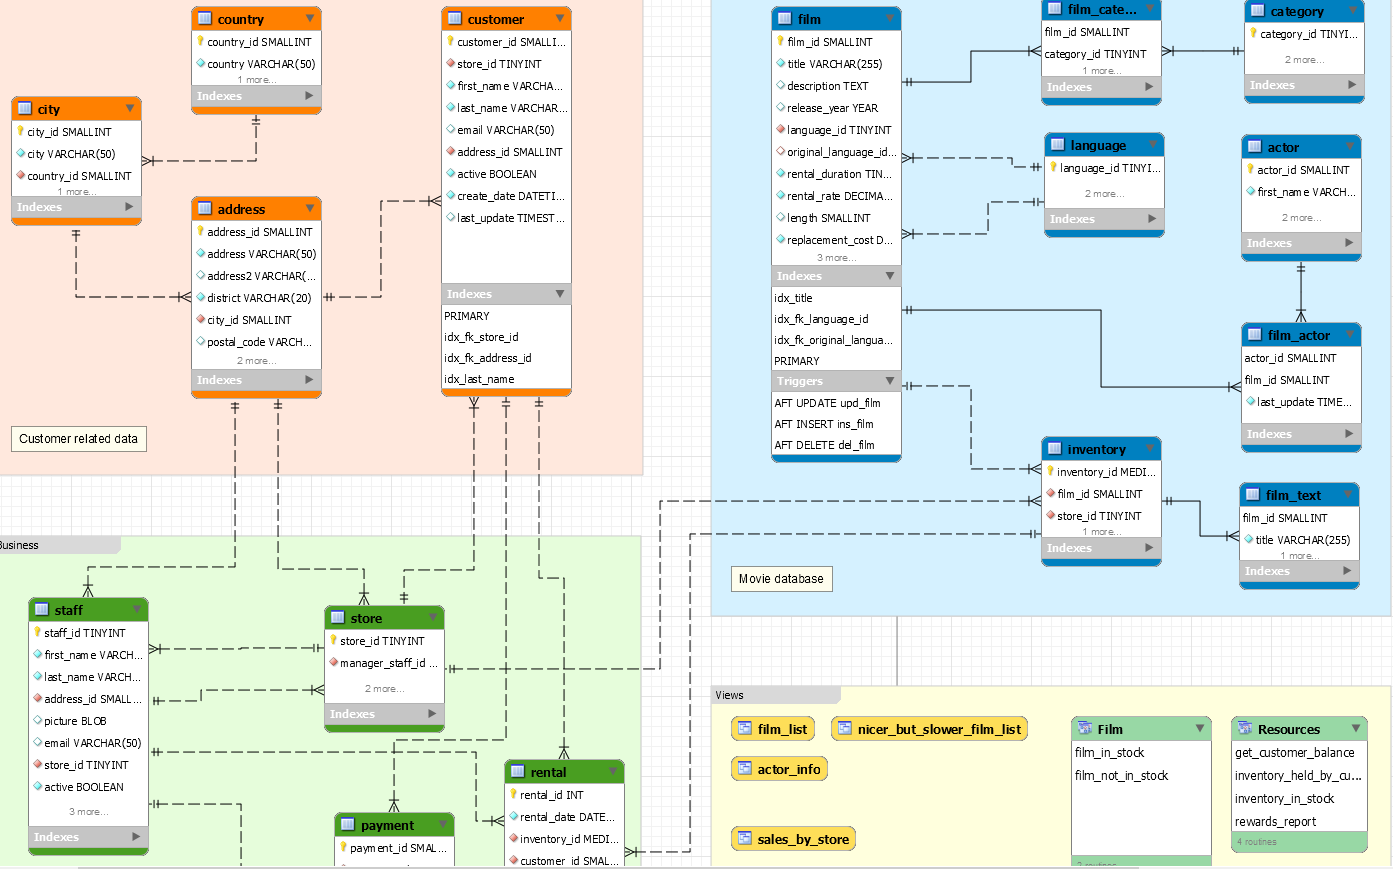 country
country_id SMALLINT
country VARCHAR(50)
1 more...
Indexes
city
city_id SMALLINT
city VARCHAR(50)
country_id SMALLINT
1 more...
Indexes
address
address_id SMALLINT
address VARCHAR(50)
address2 VARCHAR(...
district VARCHAR(20)
city_id SMALLINT
postal_code VARCH...
2 more...
Indexes
customer
customer_id SMALLI...
store_id TINYINT
first_name VARCHA...
last_name VARCHAR...
email VARCHAR(50)
address_id SMALLINT
active BOOLEAN
create_date DATETI...
last_update TIMEST...
Indexes
PRIMARY
idx_fk_store_id
idx_fk_address_id
idx_last_name
Customer related data
film
film_id SMALLINT
title VARCHAR(255)
description TEXT
release_year YEAR
language_id TINYINT
original_language_id...
rental_duration TIN...
rental_rate DECIMA...
length SMALLINT
replacement_cost D...
3 more...
Indexes
idx_title
idx_fk_language_id
idx_fk_original_langua...
PRIMARY
Triggers
AFT UPDATE upd_film
AFT INSERT ins_film
AFT DELETE del_film
film_cate...
film_id SMALLINT
category_id TINYINT
1 more...
Indexes
category
category_id TINYI...
2 more...
Indexes
language
language_id TINYI...
2 more...
Indexes
actor
actor_id SMALLINT
first_name VARCH...
2 more...
Indexes
film_actor
actor_id SMALLINT
film_id SMALLINT
last_update TIME...
Indexes
inventory
inventory_id MEDI...
film_id SMALLINT
store_id TINYINT
1 more...
Indexes
film_text
film_id SMALLINT
title VARCHAR(255)
1 more...
Indexes
Movie database
Business
staff
staff_id TINYINT
first_name VARCH...
last_name VARCH...
address_id SMALL...
picture BLOB
email VARCHAR(50)
store_id TINYINT
active BOOLEAN
3 more...
Indexes
store
store_id TINYINT
manager_staff_id ...
2 more...
Indexes
payment
payment_id SMAL...
rental
rental_id INT
rental_date DATE...
inventory_id MEDI...
customer_id SMAL...
Views
film_list
nicer_but_slower_film_list
actor_info
sales_by_store
Film
film_in_stock
film_not_in_stock
2 routines
Resources
get_customer_balance
inventory_held_by_cu...
inventory_in_stock
rewards_report
4 routines